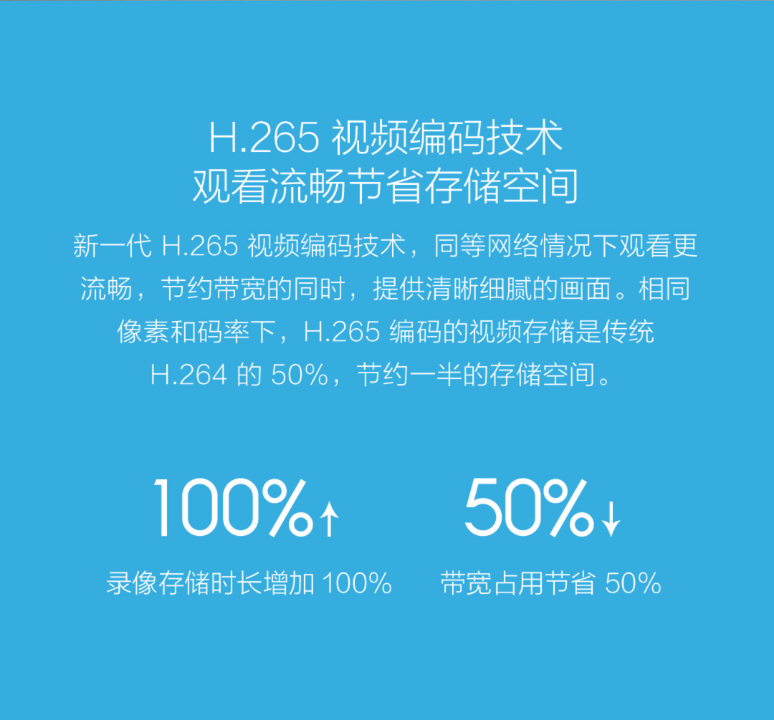 H.265 视频编码技术
观看流畅节省存储空间
新一代 H.265 视频编码技术，同等网络情况下观看更
流畅，节约带宽的同时，提供清晰细腻的画面。相同
像素和码率下，H.265 编码的视频存储是传统
H.264 的 50%，节约一半的存储空间。
100%↑
50%↓
录像存储时长增加 100%
带宽占用节省 50%